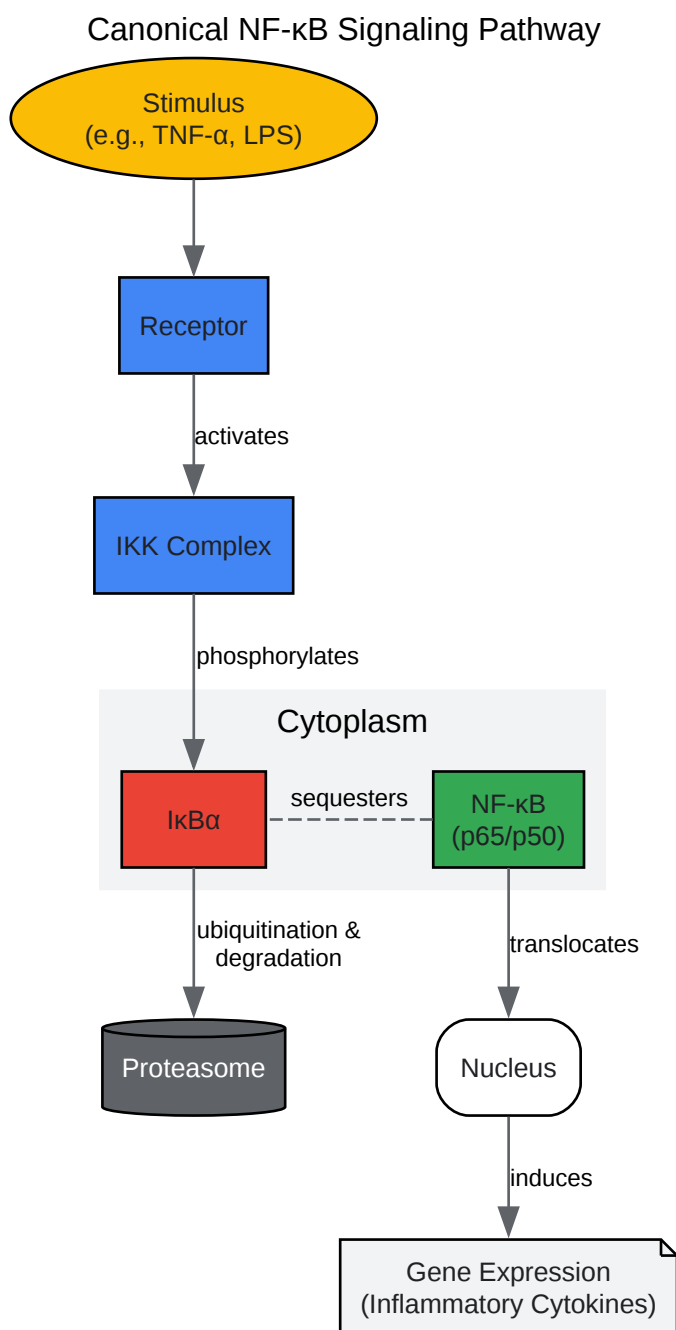 Canonical NF-κB Signaling Pathway
Stimulus
(e.g., TNF-α, LPS)
Receptor
activates
IKK Complex
phosphorylates
Cytoplasm
IκBα
sequesters
NF-κB
(p65/p50)
ubiquitination &
degradation
translocates
Proteasome
Nucleus
induces
Gene Expression
(Inflammatory Cytokines)